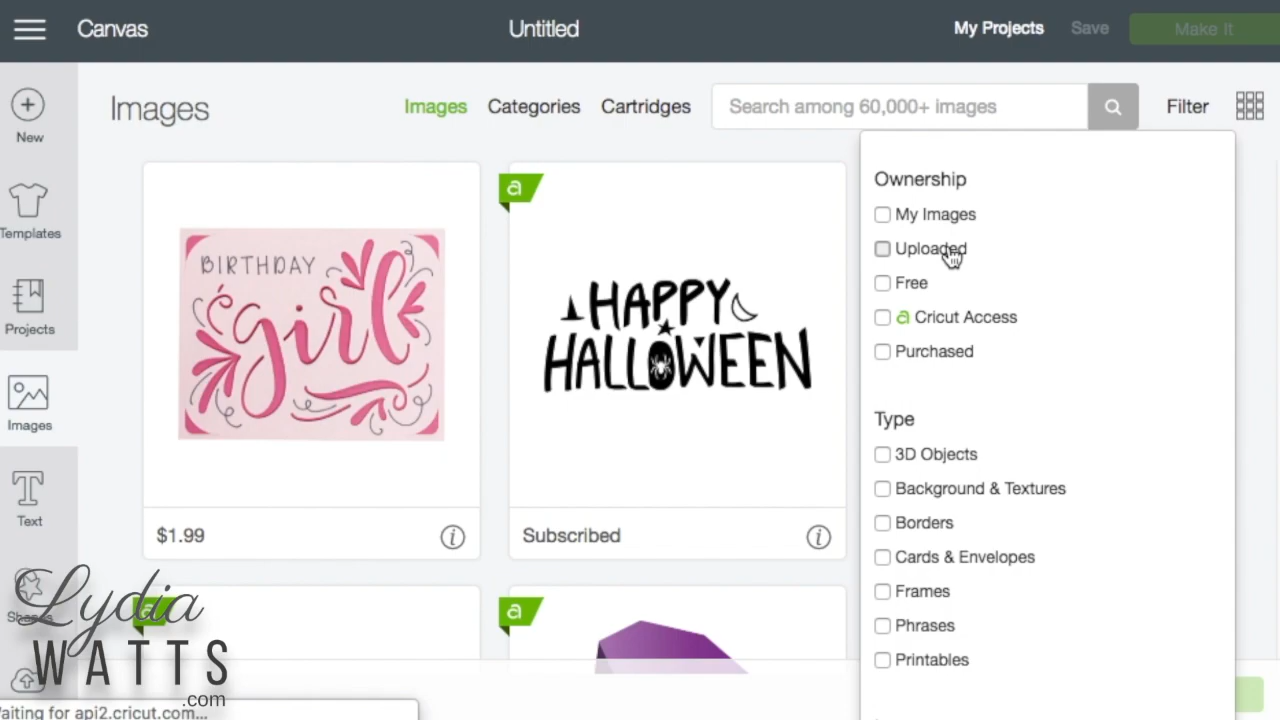 Canvas
Untitled
My Projects
Save
Make It
New
Templates
Projects
Images
Text
Images
Images
Categories
Cartridges
Search among 60,000+ images
Filter
BIRTHDAY
girl
$1.99
a
HAPPY
HALLOWEEN
Subscribed
a
a
Ownership
My Images
Uploaded
Free
a Cricut Access
Purchased
Type
3D Objects
Background & Textures
Borders
Cards & Envelopes
Frames
Phrases
Printables
Lydia
WATTS
.com
aiting for api2.cricut.com...